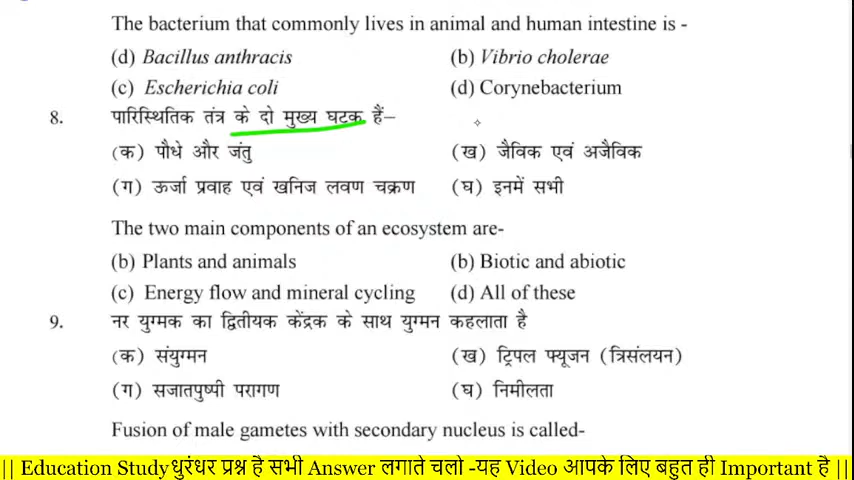 The bacterium that commonly lives in animal and human intestine is -
(d) Bacillus anthracis (b) Vibrio cholerae
(c) Escherichia coli (d) Corynebacterium
8. पारिस्थितिक तंत्र के दो मुख्य घटक हैं–
(क) पौधे और जंतु (ख) जैविक एवं अजैविक
(ग) ऊर्जा प्रवाह एवं खनिज लवण चक्रण (घ) इनमें सभी
The two main components of an ecosystem are-
(b) Plants and animals (b) Biotic and abiotic
(c) Energy flow and mineral cycling (d) All of these
9. नर युग्मक का द्वितीयक केंद्रक के साथ युग्मन कहलाता है
(क) संयुग्मन (ख) ट्रिपल फ्यूजन (त्रिसंलयन)
(ग) सजातपुष्पी परागण (घ) निमीलता
Fusion of male gametes with secondary nucleus is called-
|| Education Studyधुरंधर प्रश्न है सभी Answer लगाते चलो -यह Video आपके लिए बहुत ही Important है ||